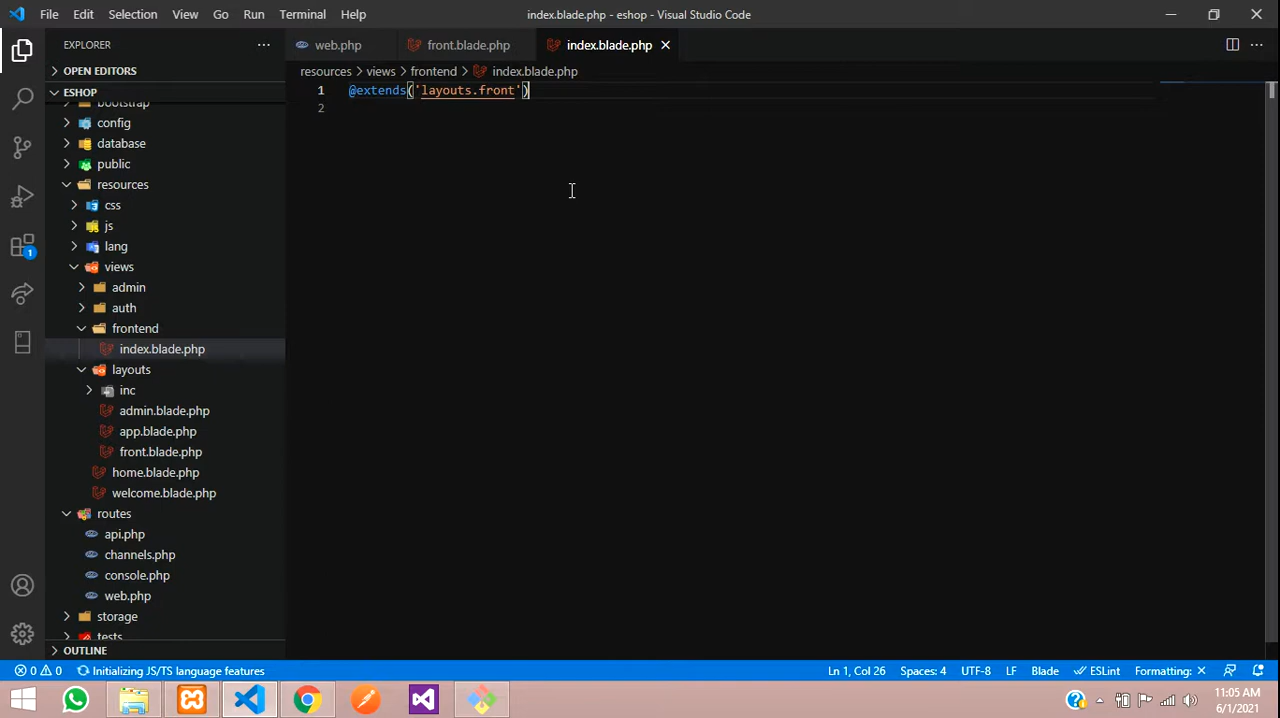 File Edit Selection View Go Run Terminal Help index.blade.php - eshop - Visual Studio Code
EXPLORER
web.php front.blade.php index.blade.php
OPEN EDITORS
resources views frontend index.blade.php
ESHOP
1 @extends('layouts.front')
2
bootstrap
config
database
public
resources
css
js
lang
views
admin
auth
frontend
index.blade.php
layouts
inc
admin.blade.php
app.blade.php
front.blade.php
home.blade.php
welcome.blade.php
routes
api.php
channels.php
console.php
web.php
storage
tests
OUTLINE
1
0 0 Initializing JS/TS language features Ln 1, Col 26 Spaces: 4 UTF-8 LF Blade ESLint Formatting:
11:05 AM
6/1/2021